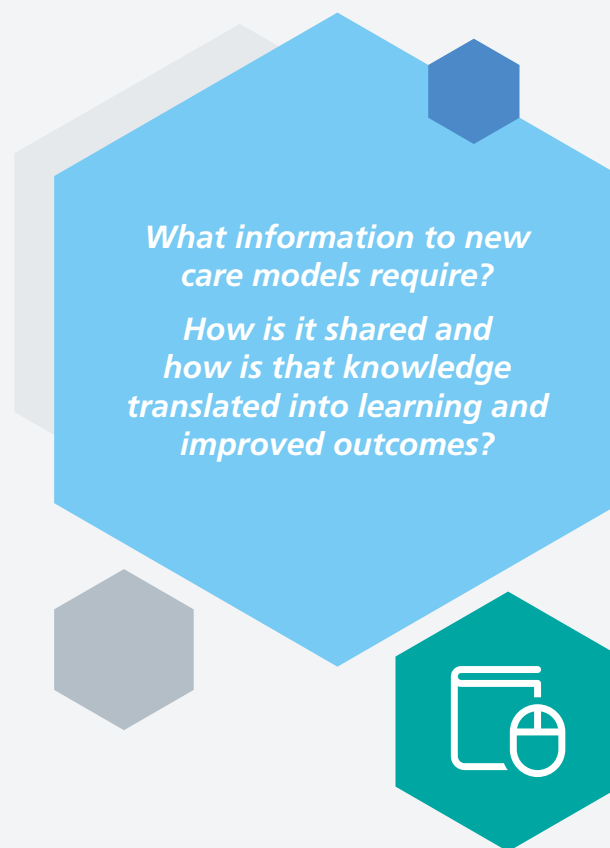 What information to new
care models require?
How is it shared and
how is that knowledge
translated into learning and
improved outcomes?